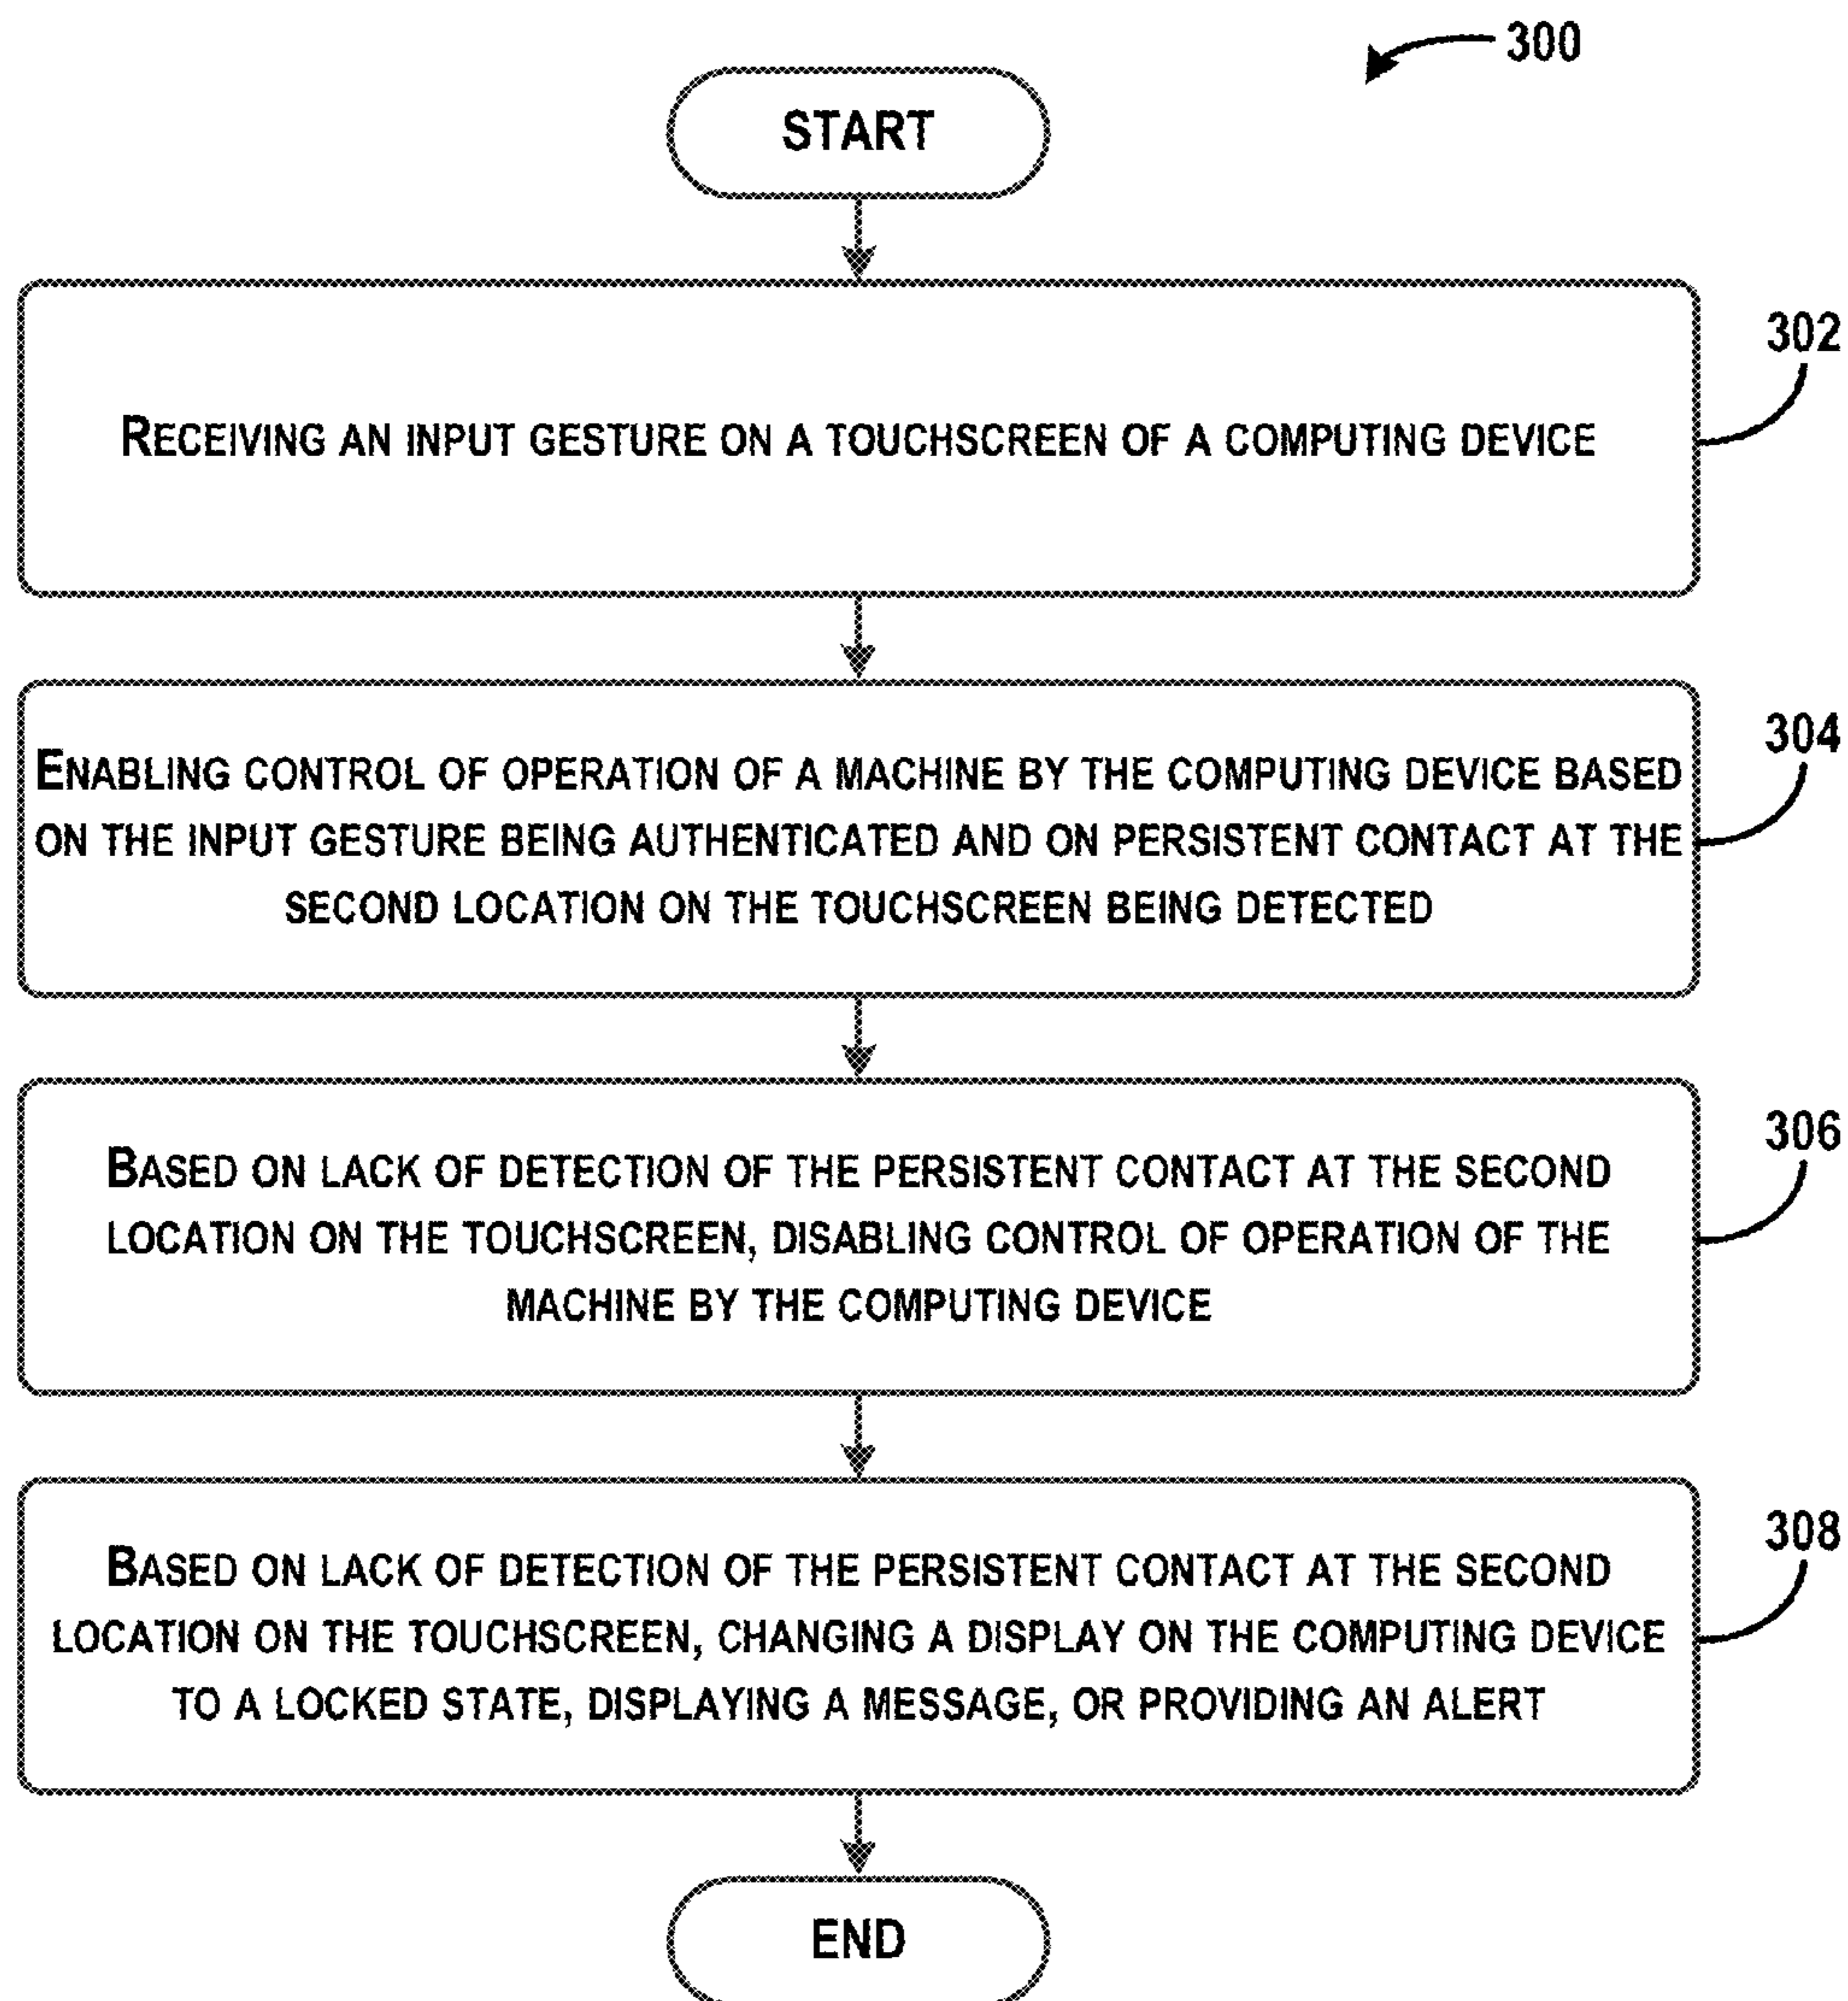 300
START
302
RECEIVING AN INPUT GESTURE ON A TOUCHSCREEN OF A COMPUTING DEVICE
304
ENABLING CONTROL OF OPERATION OF A MACHINE BY THE COMPUTING DEVICE BASED
ON THE INPUT GESTURE BEING AUTHENTICATED AND ON PERSISTENT CONTACT AT THE
SECOND LOCATION ON THE TOUCHSCREEN BEING DETECTED
306
BASED ON LACK OF DETECTION OF THE PERSISTENT CONTACT AT THE SECOND
LOCATION ON THE TOUCHSCREEN, DISABLING CONTROL OF OPERATION OF THE
MACHINE BY THE COMPUTING DEVICE
308
BASED ON LACK OF DETECTION OF THE PERSISTENT CONTACT AT THE SECOND
LOCATION ON THE TOUCHSCREEN, CHANGING A DISPLAY ON THE COMPUTING DEVICE
TO A LOCKED STATE, DISPLAYING A MESSAGE, OR PROVIDING AN ALERT
END